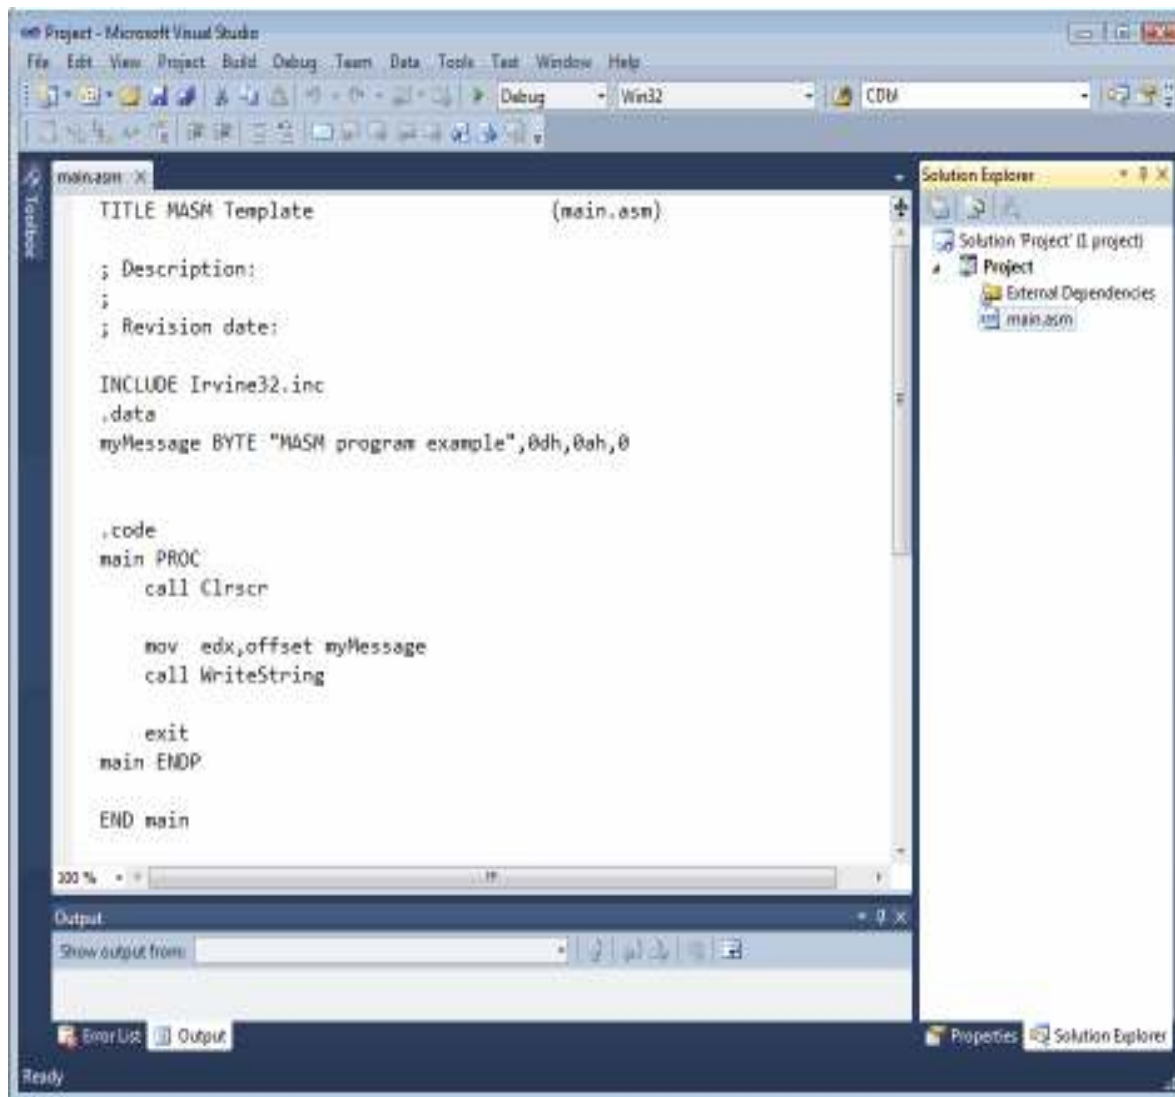 Project - Microsoft Visual Studio
File Edit View Project Build Debug Team Data Tools Test Window Help
Debug Win32
Toolbox
main.asm X
TITLE MASM Template (main.asm)
; Description:
;
; Revision date:
INCLUDE Irvine32.inc
.data
myMessage BYTE "MASM program example",0dh,0ah,0
.code
main PROC
call Clrscr
mov edx,offset myMessage
call WriteString
exit
main ENDP
END main
100 %
Output
Show output from:
Error List Output
Ready
Solution Explorer
Solution 'Project' (1 project)
Project
External Dependencies
main.asm
Properties Solution Explorer